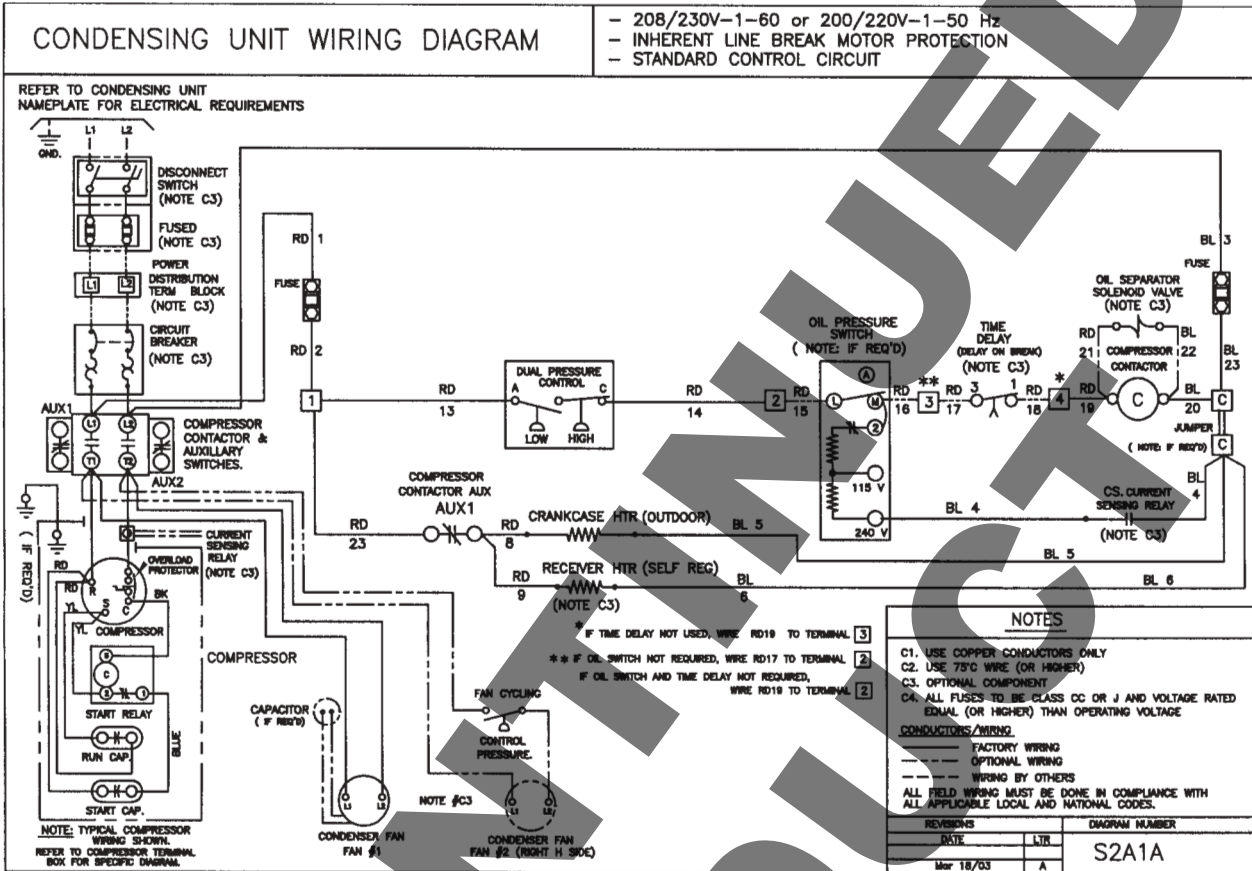 CONDENSING UNIT WIRING DIAGRAM
- 208/230V-1-60 or 200/220V-1-50 Hz
- INHERENT LINE BREAK MOTOR PROTECTION
- STANDARD CONTROL CIRCUIT
REFER TO CONDENSING UNIT
NAMEPLATE FOR ELECTRICAL REQUIREMENTS
L1 L2
GND.
DISCONNECT
SWITCH
(NOTE C3)
FUSED
(NOTE C3)
POWER
DISTRIBUTION
TERM BLOCK
(NOTE C3)
L1 L2
CIRCUIT
BREAKER
(NOTE C3)
AUX1
L1 L2
T1 T2
COMPRESSOR
CONTACTOR &
AUXILLARY
SWITCHES.
AUX2
RD 1
FUSE
RD 2
1
RD
13
DUAL PRESSURE
CONTROL
A C
LOW HIGH
RD
14
2
RD
15
OIL PRESSURE
SWITCH
( NOTE: IF REQ'D)
A
L M
2
115 V
240 V
RD **
16
3
RD 3
17
TIME
DELAY
(DELAY ON BREAK)
(NOTE C3)
1 RD
18
*
4
RD
19
OIL SEPARATOR
SOLENOID VALVE
(NOTE C3)
RD
21
BL
22
COMPRESSOR
CONTACTOR
C
BL
20
C
BL 3
FUSE
BL
23
JUMPER
( NOTE: IF REQ'D)
C
BL
4
BL 4
CS. CURRENT
SENSING RELAY
(NOTE C3)
COMPRESSOR
CONTACTOR AUX
AUX1
RD
23
RD
8
CRANKCASE HTR (OUTDOOR)
BL 5
BL 5
RD
9
RECEIVER HTR (SELF REG)
(NOTE C3)
BL
6
BL 6
( IF REQ'D)
CURRENT
SENSING
RELAY
(NOTE C3)
OVERLOAD
PROTECTOR
RD
RD
R
S
C
BK
YL
YL
COMPRESSOR
COMPRESSOR
5
C
2 1
START RELAY
RUN CAP.
BLUE
START CAP.
NOTE: TYPICAL COMPRESSOR
WIRING SHOWN.
REFER TO COMPRESSOR TERMINAL
BOX FOR SPECIFIC DIAGRAM.
CAPACITOR
( IF REQ'D)
CONDENSER FAN
FAN #1
NOTE #C3
FAN CYCLING
CONTROL
PRESSURE.
L1
CONDENSER FAN
FAN #2 (RIGHT H SIDE)
* IF TIME DELAY NOT USED, WIRE RD19 TO TERMINAL 3
** IF OIL SWITCH NOT REQUIRED, WIRE RD17 TO TERMINAL 2
IF OIL SWITCH AND TIME DELAY NOT REQUIRED,
WIRE RD19 TO TERMINAL 2
NOTES
C1. USE COPPER CONDUCTORS ONLY
C2. USE 75°C WIRE (OR HIGHER)
C3. OPTIONAL COMPONENT
C4. ALL FUSES TO BE CLASS CC OR J AND VOLTAGE RATED
EQUAL (OR HIGHER) THAN OPERATING VOLTAGE
CONDUCTORS/WIRING
FACTORY WIRING
OPTIONAL WIRING
WIRING BY OTHERS
ALL FIELD WIRING MUST BE DONE IN COMPLIANCE WITH
ALL APPLICABLE LOCAL AND NATIONAL CODES.
REVISIONS
DATE LTR
Mar 18/03 A
DIAGRAM NUMBER
S2A1A